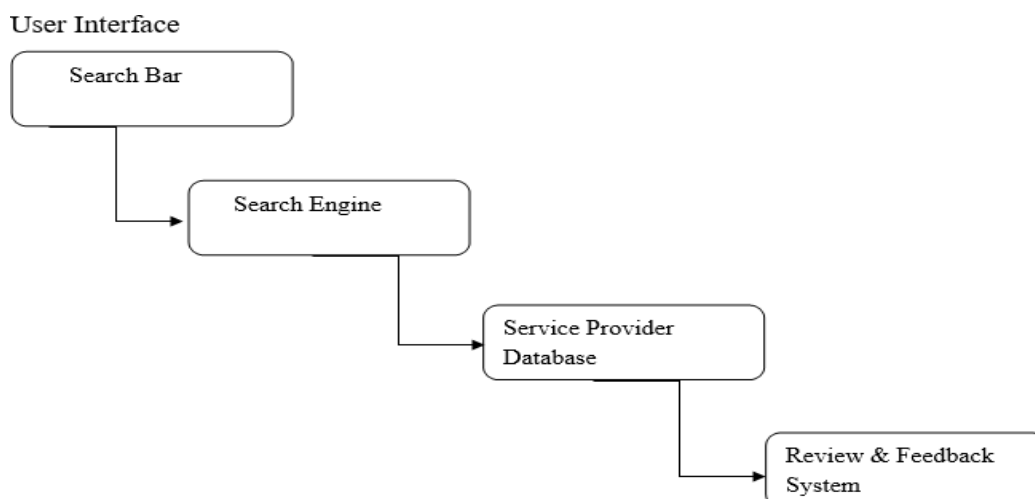 User Interface
Search Bar
Search Engine
Service Provider
Database
Review & Feedback
System